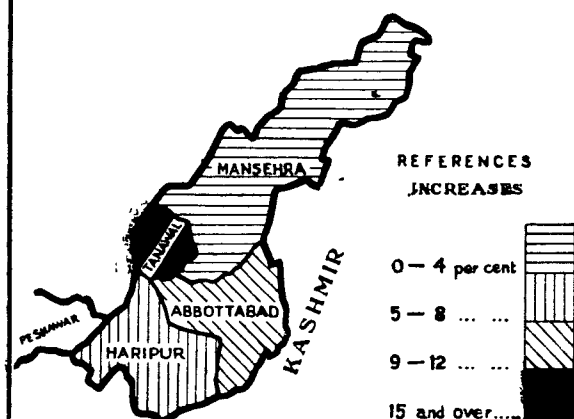 MANSEHRA
TANAWAL
ABBOTTABAD
HARIPUR
PESHAWAR
KASHMIR
REFERENCES
INCREASES
0 — 4 per cent
5 — 8 ... ...
9 — 12 ... ...
15 and over.....